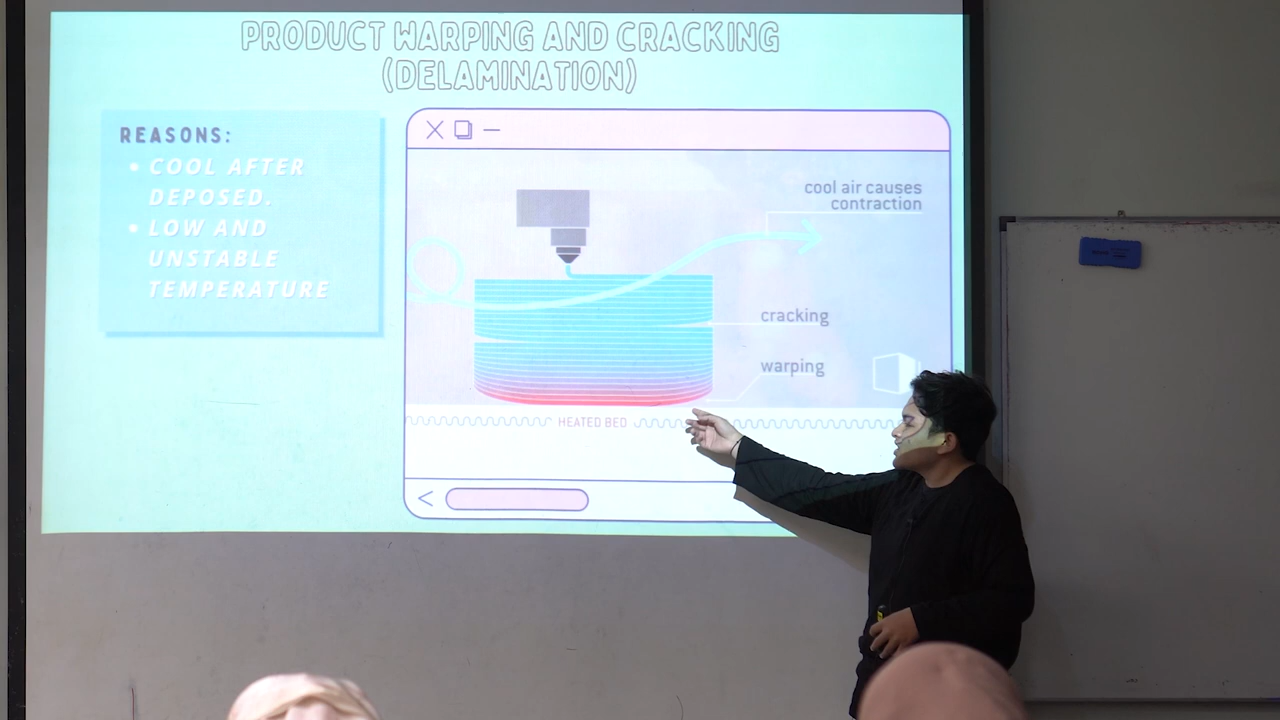 PRODUCT WARPING AND CRACKING
(DELAMINATION)
REASONS:
• COOL AFTER
DEPOSED.
• LOW AND
UNSTABLE
TEMPERATURE
cool air causes
contraction
cracking
warping
HEATED BED